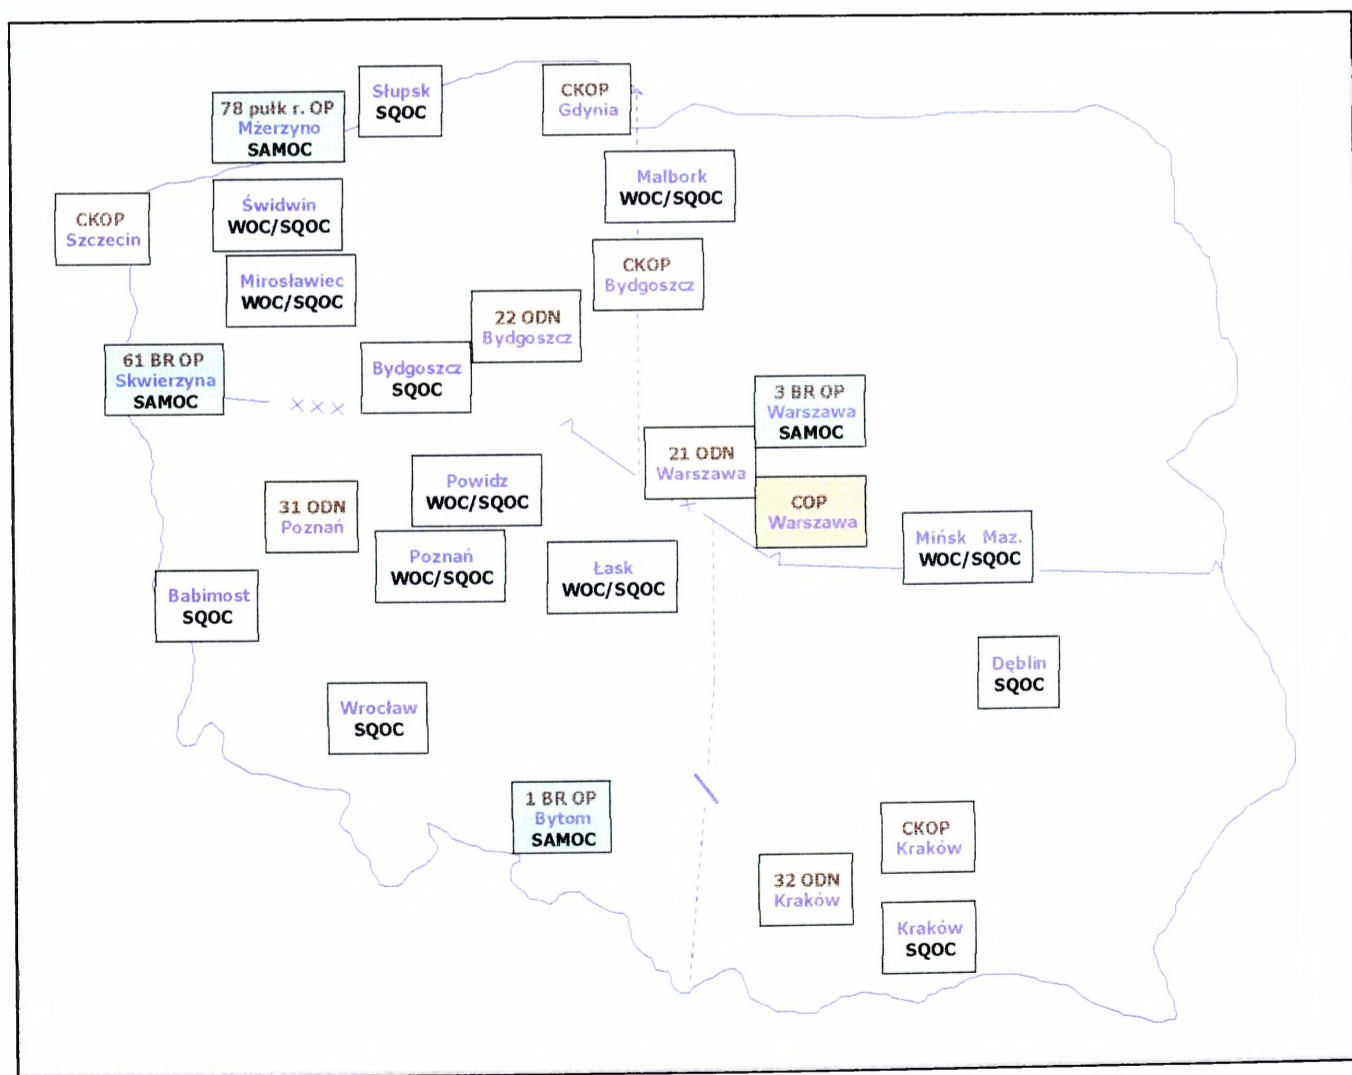 Słupsk
SQOC
CKOP
Gdynia
78 pułk r. OP
Mżerzyno
SAMOC
Malbork
WOC/SQOC
Świdwin
WOC/SQOC
CKOP
Szczecin
CKOP
Bydgoszcz
Mirosławiec
WOC/SQOC
22 ODN
Bydgoszcz
61 BR OP
Skwierzyna
SAMOC
Bydgoszcz
SQOC
3 BR OP
Warszawa
SAMOC
21 ODN
Warszawa
Powidz
WOC/SQOC
31 ODN
Poznań
COP
Warszawa
Mińsk Maz.
WOC/SQOC
Poznań
WOC/SQOC
Łask
WOC/SQOC
Babimost
SQOC
Dęblin
SQOC
Wrocław
SQOC
1 BR OP
Bytom
SAMOC
CKOP
Kraków
32 ODN
Kraków
Kraków
SQOC